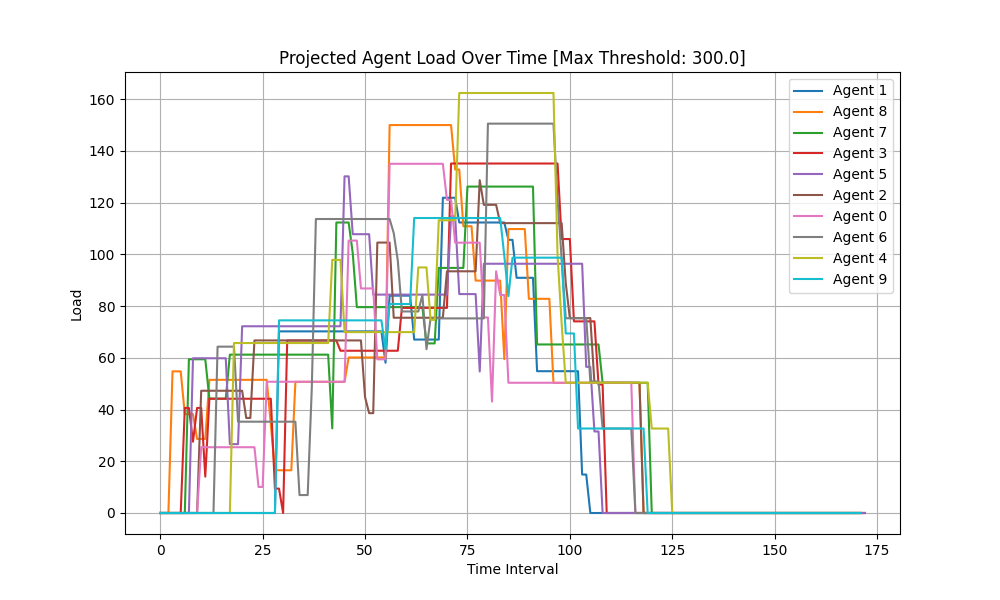 Projected Agent Load Over Time [Max Threshold: 300.0]
Load
160
140
120
100
80
60
40
20
0
0 25 50 75 100 125 150 175
Time Interval
Agent 1
Agent 8
Agent 7
Agent 3
Agent 5
Agent 2
Agent 0
Agent 6
Agent 4
Agent 9